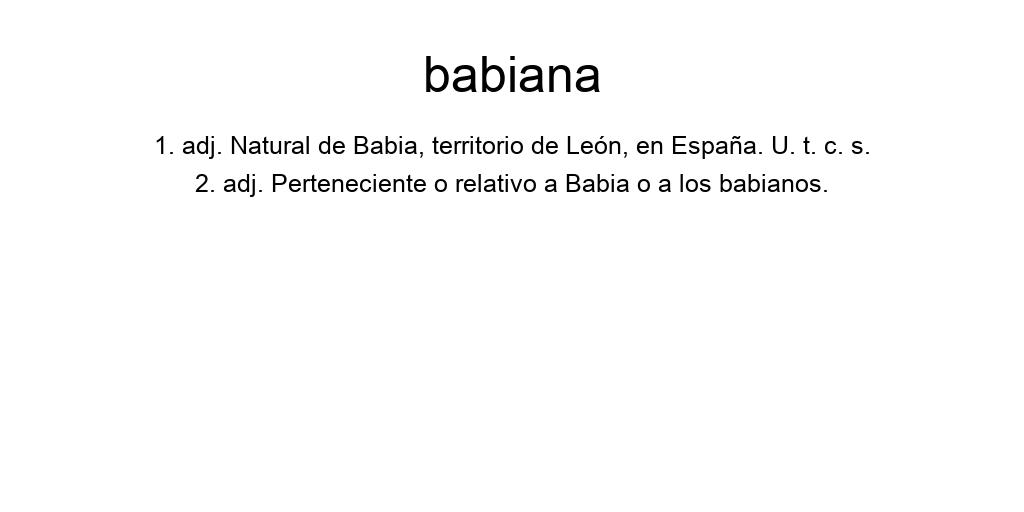 babiana
1. adj. Natural de Babia, territorio de León, en España. U. t. c. s.
2. adj. Perteneciente o relativo a Babia o a los babianos.